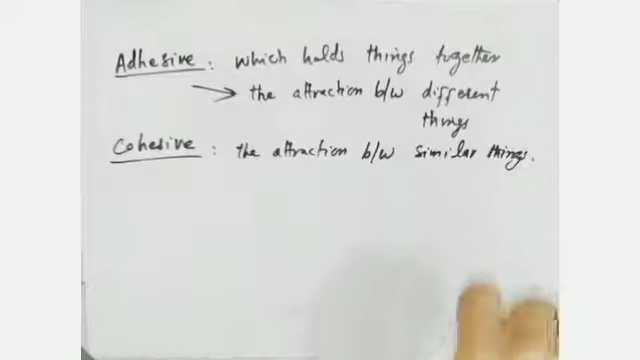 Adhesive : which holds things together
→ the attraction b/w different
things
Cohesive : the attraction b/w similar things.